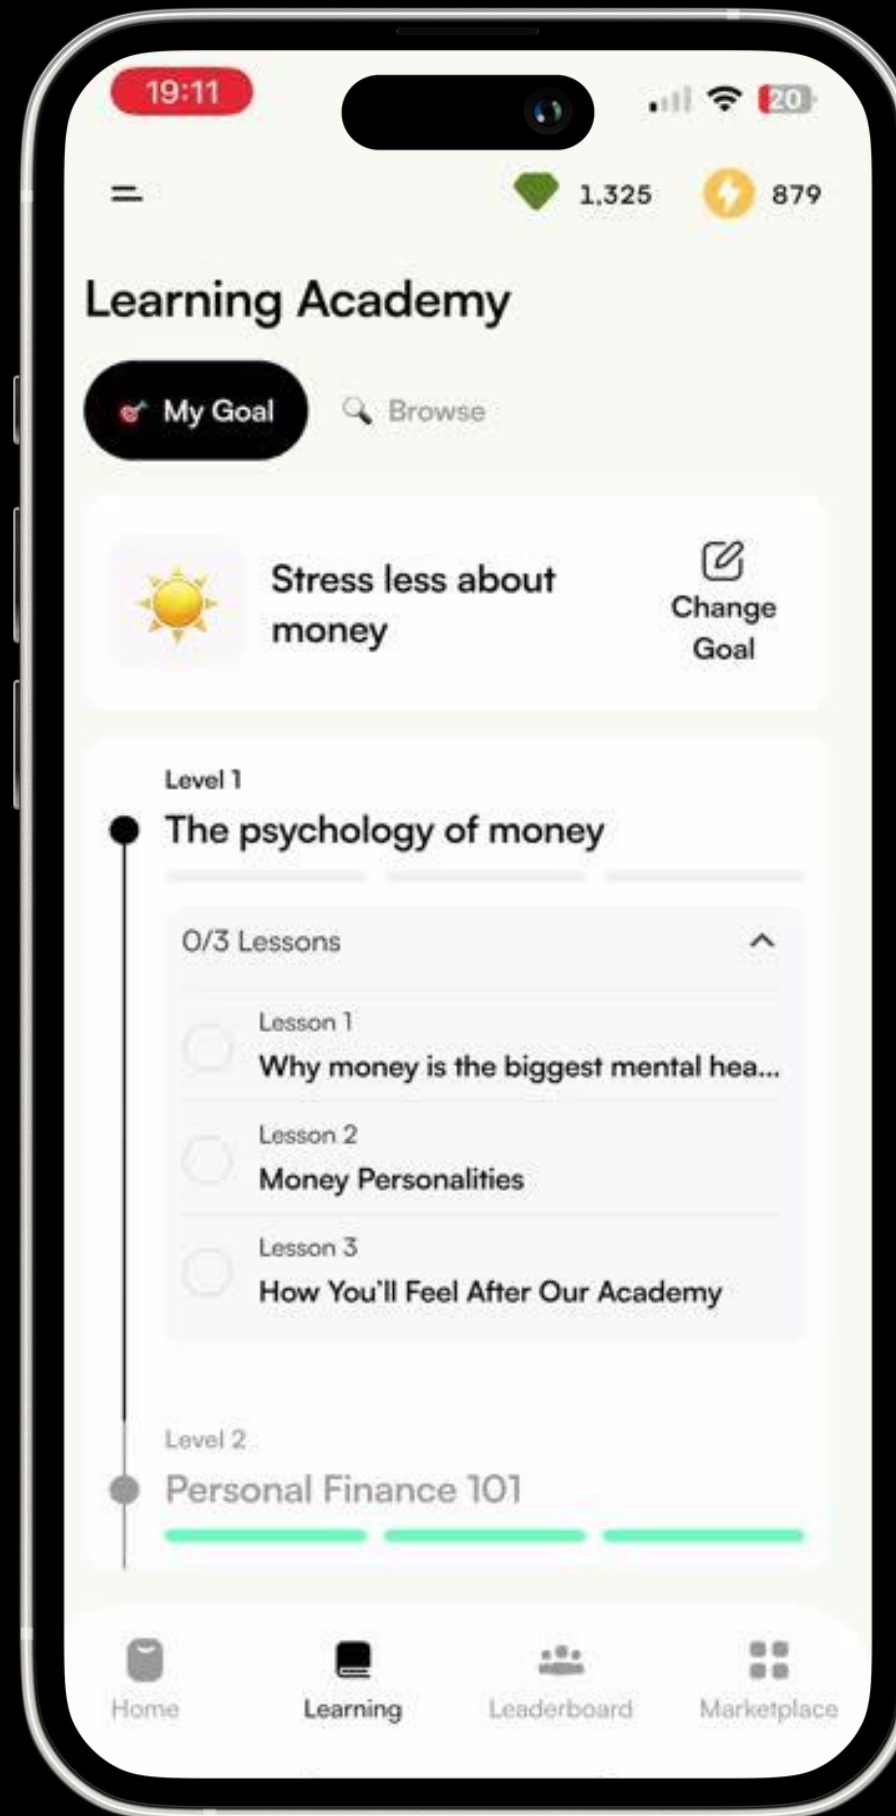 19:11
20
1,325
879
Learning Academy
My Goal
Browse
Stress less about
money
Change
Goal
Level 1
The psychology of money
0/3 Lessons
Lesson 1
Why money is the biggest mental hea...
Lesson 2
Money Personalities
Lesson 3
How You'll Feel After Our Academy
Level 2
Personal Finance 101
Home
Learning
Leaderboard
Marketplace